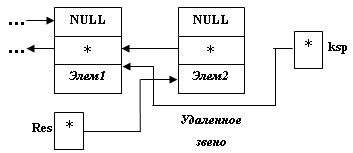 NULL NULL
... * * * ksp
... Элем1 Элем2
Res * Удаленное
звено